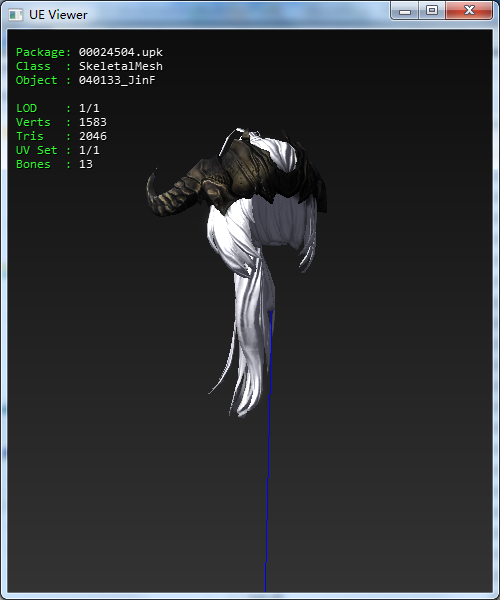 UE Viewer
Package: 00024504.upk
Class  : SkeletalMesh
Object : 040133_JinF
LOD    : 1/1
Verts  : 1583
Tris   : 2046
UV Set : 1/1
Bones  : 13